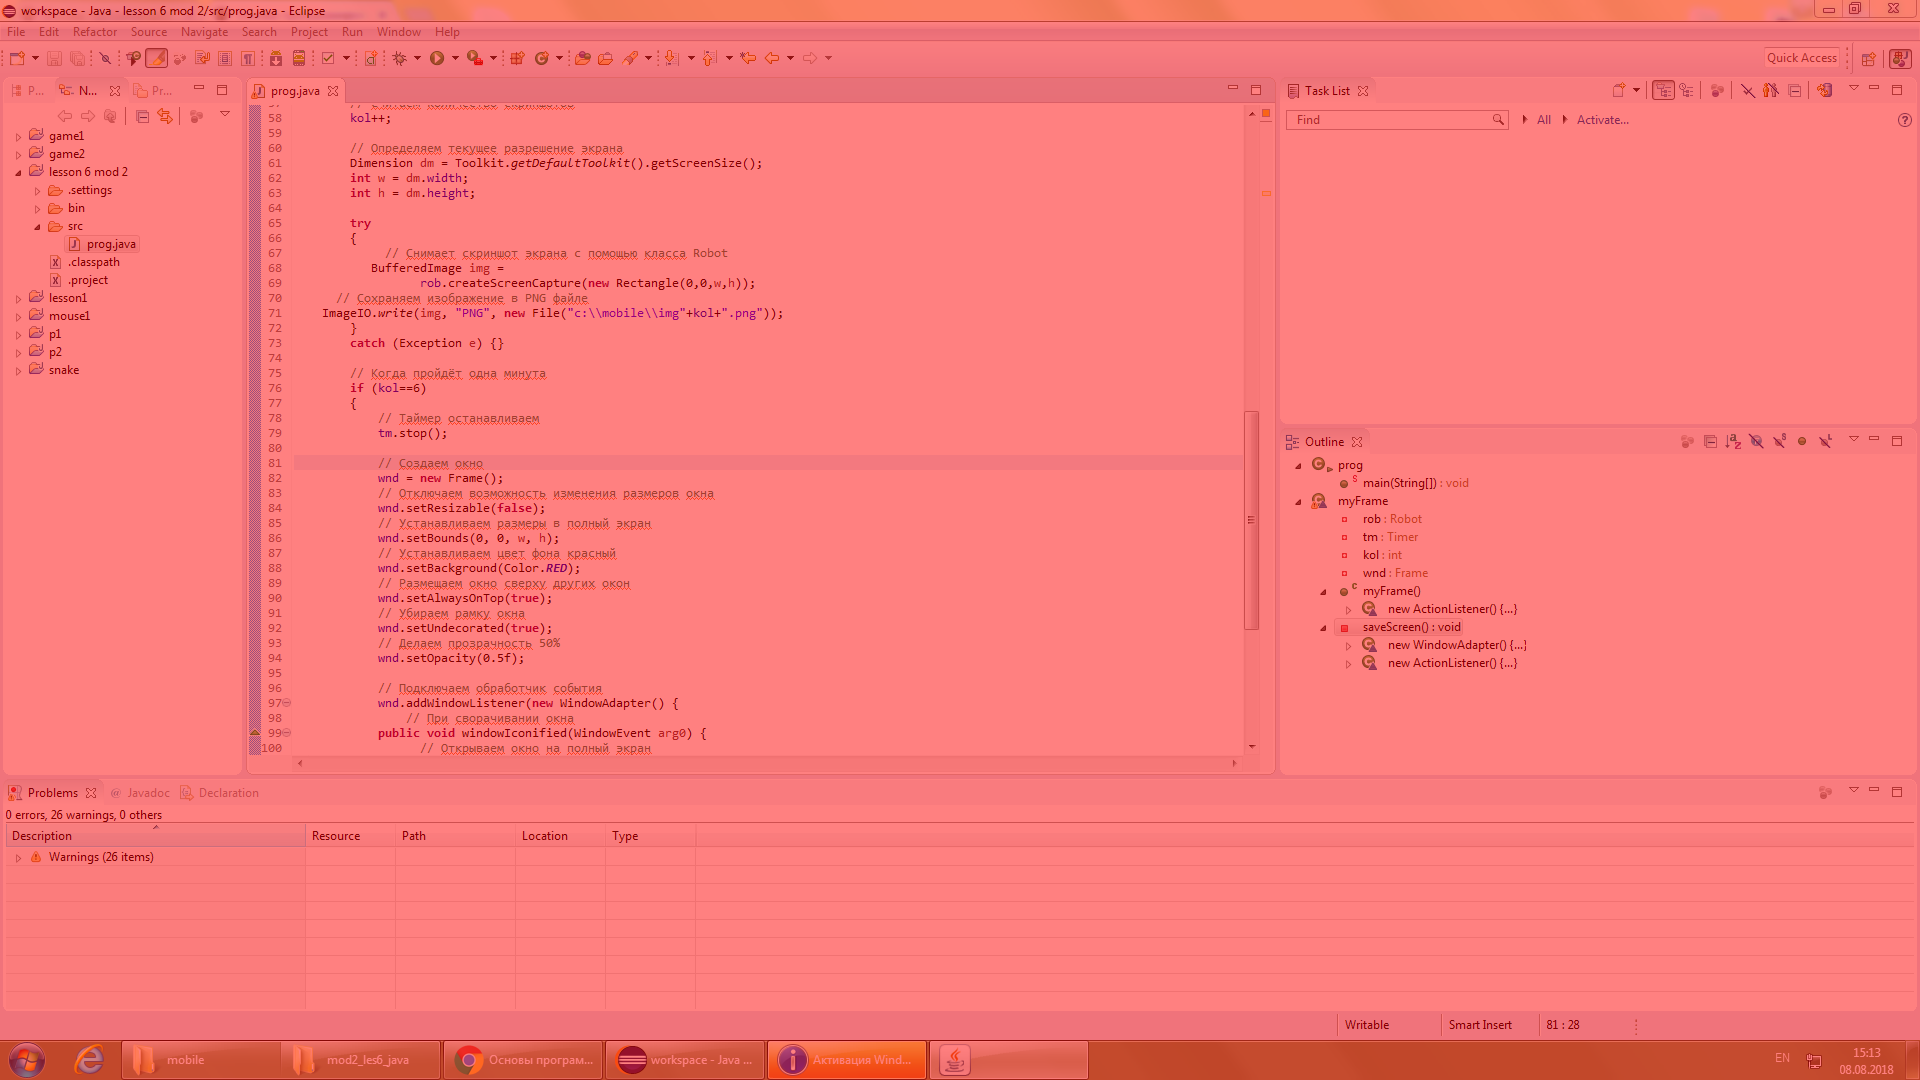 workspace - Java - lesson 6 mod 2/src/prog.java - Eclipse
File Edit Refactor Source Navigate Search Project Run Window Help
Quick Access
P... N... Pr...
game1
game2
lesson 6 mod 2
.settings
bin
src
prog.java
.classpath
.project
lesson1
mouse1
p1
p2
snake
prog.java
57 // Считаем количество скриншотов
58 kol++;
59
60 // Определяем текущее разрешение экрана
61 Dimension dm = Toolkit.getDefaultToolkit().getScreenSize();
62 int w = dm.width;
63 int h = dm.height;
64
65 try
66 {
67 // Снимает скриншот экрана с помощью класса Robot
68 BufferedImage img =
69 rob.createScreenCapture(new Rectangle(0,0,w,h));
70 // Сохраняем изображение в PNG файле
71 ImageIO.write(img, "PNG", new File("c:\\mobile\\img"+kol+".png"));
72 }
73 catch (Exception e) {}
74
75 // Когда пройдёт одна минута
76 if (kol==6)
77 {
78 // Таймер останавливаем
79 tm.stop();
80
81 // Создаем окно
82 wnd = new Frame();
83 // Отключаем возможность изменения размеров окна
84 wnd.setResizable(false);
85 // Устанавливаем размеры в полный экран
86 wnd.setBounds(0, 0, w, h);
87 // Устанавливаем цвет фона красный
88 wnd.setBackground(Color.RED);
89 // Размещаем окно сверху других окон
90 wnd.setAlwaysOnTop(true);
91 // Убираем рамку окна
92 wnd.setUndecorated(true);
93 // Делаем прозрачность 50%
94 wnd.setOpacity(0.5f);
95
96 // Подключаем обработчик события
97 wnd.addWindowListener(new WindowAdapter() {
98 // При сворачивании окна
99 public void windowIconified(WindowEvent arg0) {
100 // Открываем окно на полный экран
Task List
Find All Activate...
Outline
prog
main(String[]) : void
myFrame
rob : Robot
tm : Timer
kol : int
wnd : Frame
myFrame()
new ActionListener() {...}
saveScreen() : void
new WindowAdapter() {...}
new ActionListener() {...}
Problems Javadoc Declaration
0 errors, 26 warnings, 0 others
Description Resource Path Location Type
Warnings (26 items)
Writable Smart Insert 81 : 28
mobile mod2_les6_java Основы програм... workspace - Java ... Активация Wind...
EN 15:13
08.08.2018